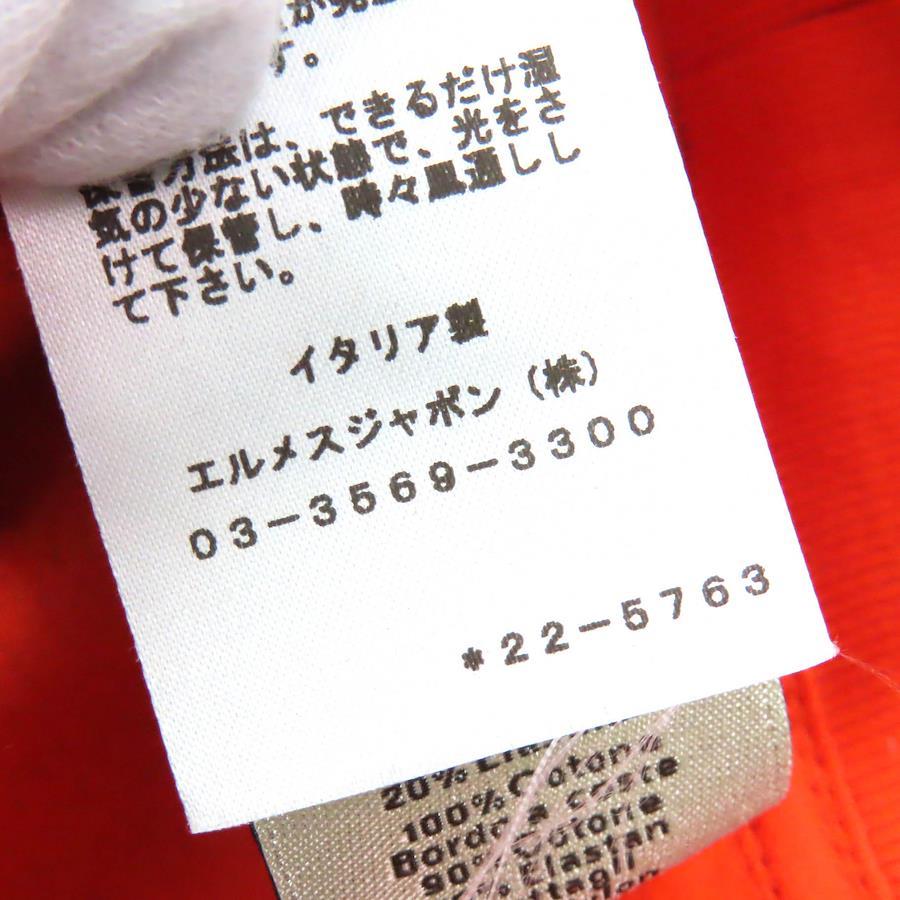 す。
保管方法は、できるだけ湿
気の少ない状態で、光をさ
けて保管し、時々風通しし
て下さい。
イタリア製
エルメスジャポン（株）
03-3569-3300
*22-5763
20% Elastan
100% Cotone
Bordo a coste
90% Cotone
Elastan